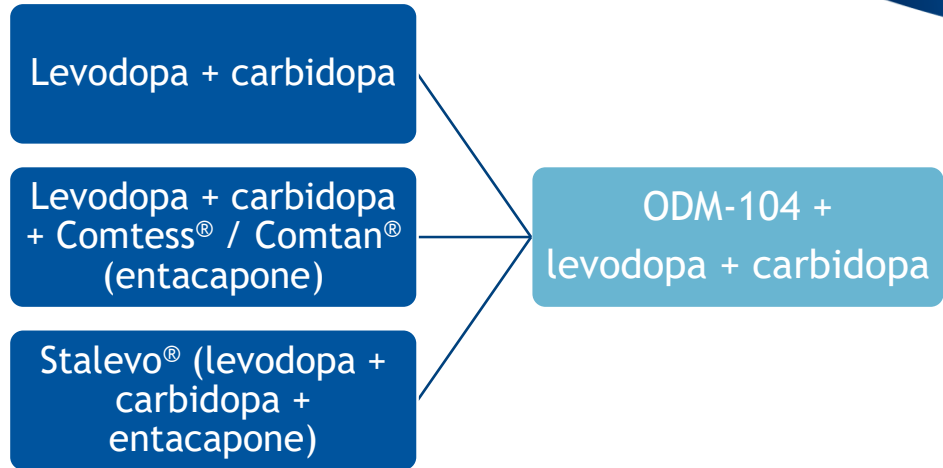 Levodopa + carbidopa
Levodopa + carbidopa
+ Comtess® / Comtan®
(entacapone)
Stalevo® (levodopa +
carbidopa +
entacapone)
ODM-104 +
levodopa + carbidopa